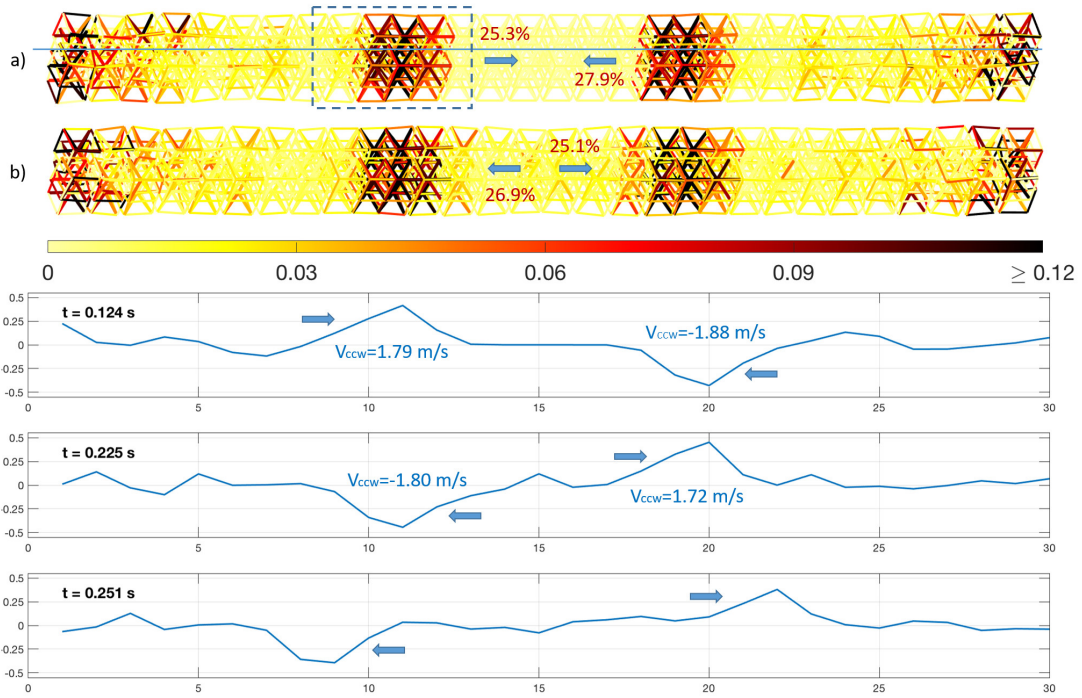 25.3%
a)
27.9%
25.1%
b)
26.9%
0 0.03 0.06 0.09 ≥ 0.12
0.5
t = 0.124 s
0.25
Vccw=-1.88 m/s
0
Vccw=1.79 m/s
-0.25
-0.5
0 5 10 15 20 25 30
0.5
t = 0.225 s
0.25
Vccw=-1.80 m/s
0
Vccw=1.72 m/s
-0.25
-0.5
0 5 10 15 20 25 30
0.5
t = 0.251 s
0.25
0
-0.25
-0.5
0 5 10 15 20 25 30